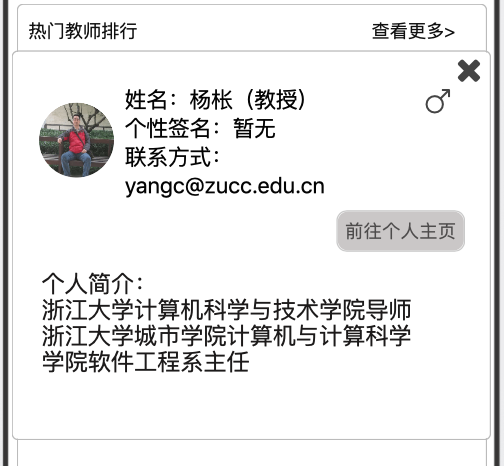 热门教师排行 查看更多>
姓名：杨枨（教授）
个性签名：暂无
联系方式：
yangc@zucc.edu.cn
前往个人主页
个人简介：
浙江大学计算机科学与技术学院导师
浙江大学城市学院计算机与计算科学
学院软件工程系主任